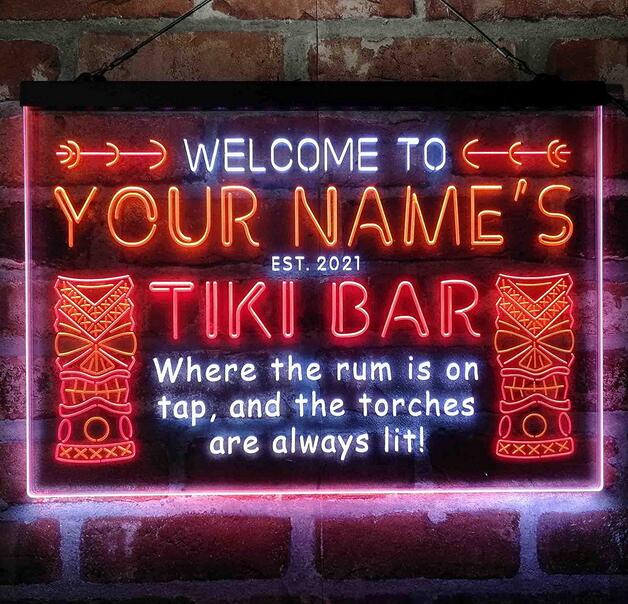 WELCOME TO
YOUR NAME'S
EST. 2021
TIKI BAR
Where the rum is on
tap, and the torches
are always lit!